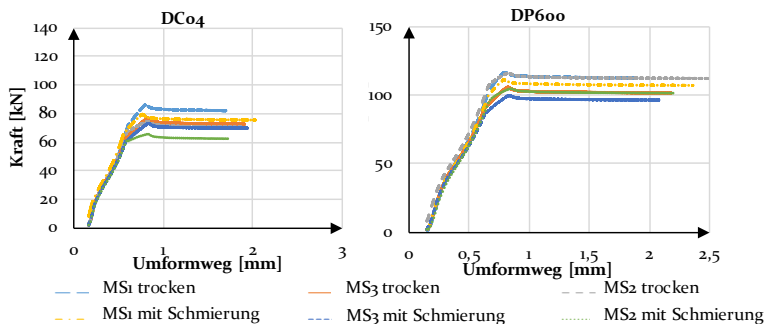 DC04
DP600
140
120
100
80
60
40
20
0
Kraft [kN]
0
1
2
3
Umformweg [mm]
150
100
50
0
0
0,5
1
1,5
2
2,5
Umformweg [mm]
MS1 trocken
MS3 trocken
MS2 trocken
MS1 mit Schmierung
MS3 mit Schmierung
MS2 mit Schmierung